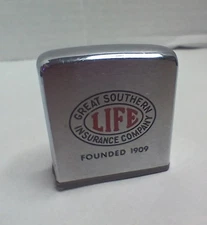 GREAT SOUTHERN
LIFE
INSURANCE COMPANY
FOUNDED 1909